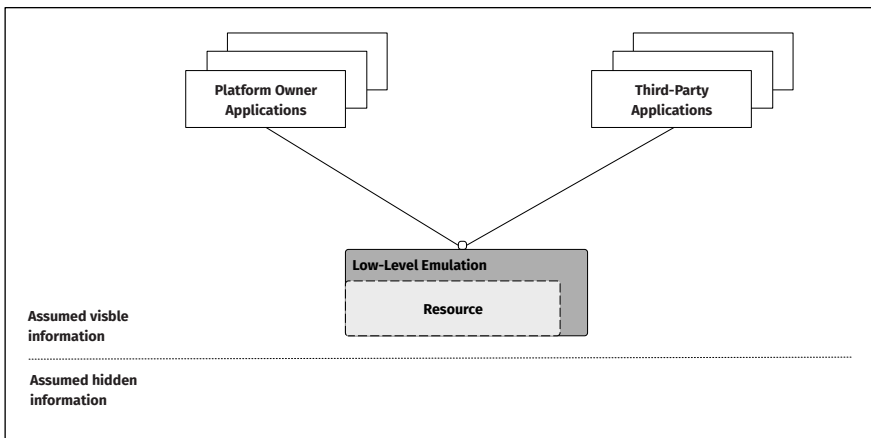 Platform Owner
Applications
Third-Party
Applications
Low-Level Emulation
Resource
Assumed visble
information
Assumed hidden
information